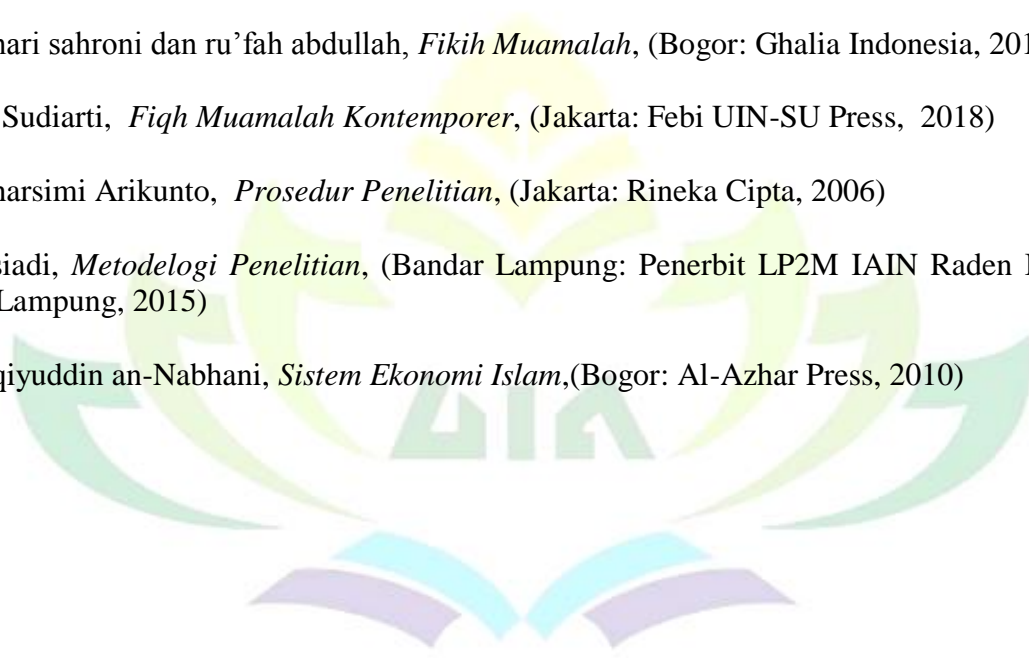 hari sahroni dan ru’fah abdullah, Fikih Muamalah, (Bogor: Ghalia Indonesia, 201
Sudiarti,  Fiqh Muamalah Kontemporer, (Jakarta: Febi UIN-SU Press,  2018)
harsimi Arikunto,  Prosedur Penelitian, (Jakarta: Rineka Cipta, 2006)
siadi, Metodelogi Penelitian, (Bandar Lampung: Penerbit LP2M IAIN Raden
Lampung, 2015)
qiyuddin an-Nabhani, Sistem Ekonomi Islam,(Bogor: Al-Azhar Press, 2010)